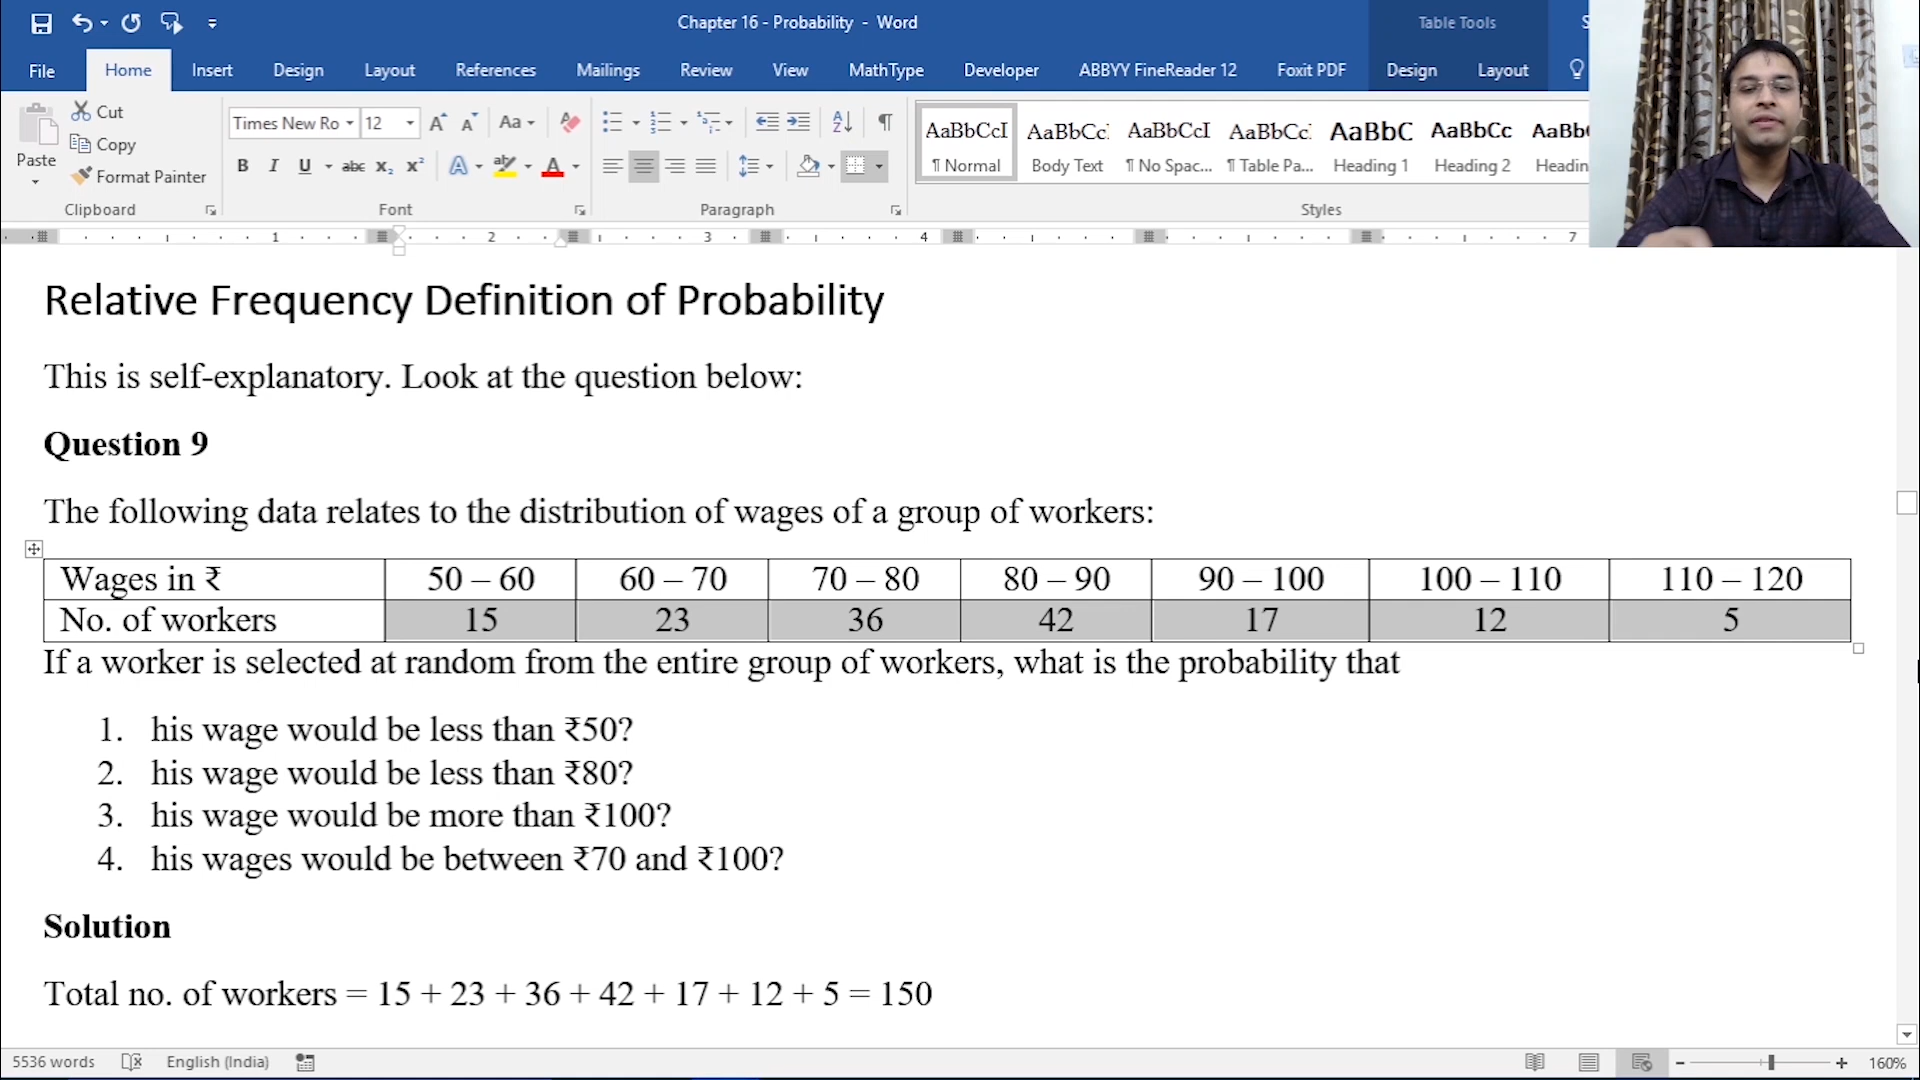 Chapter 16 - Probability - Word
Table Tools
File Home Insert Design Layout References Mailings Review View MathType Developer ABBYY FineReader 12 Foxit PDF Design Layout
Paste
Cut
Copy
Format Painter
Clipboard
Times New Ro 12
Font
Paragraph
AaBbCcI AaBbCc AaBbCcI AaBbCc AaBbC AaBbCc AaBb
¶ Normal Body Text ¶ No Spac... ¶ Table Pa... Heading 1 Heading 2 Headin
Styles
1 2 3 4 7
Relative Frequency Definition of Probability
This is self-explanatory. Look at the question below:
Question 9
The following data relates to the distribution of wages of a group of workers:
Wages in ₹ 50 – 60 60 – 70 70 – 80 80 – 90 90 – 100 100 – 110 110 – 120
No. of workers 15 23 36 42 17 12 5
If a worker is selected at random from the entire group of workers, what is the probability that
1. his wage would be less than ₹50?
2. his wage would be less than ₹80?
3. his wage would be more than ₹100?
4. his wages would be between ₹70 and ₹100?
Solution
Total no. of workers = 15 + 23 + 36 + 42 + 17 + 12 + 5 = 150
5536 words English (India) 160%